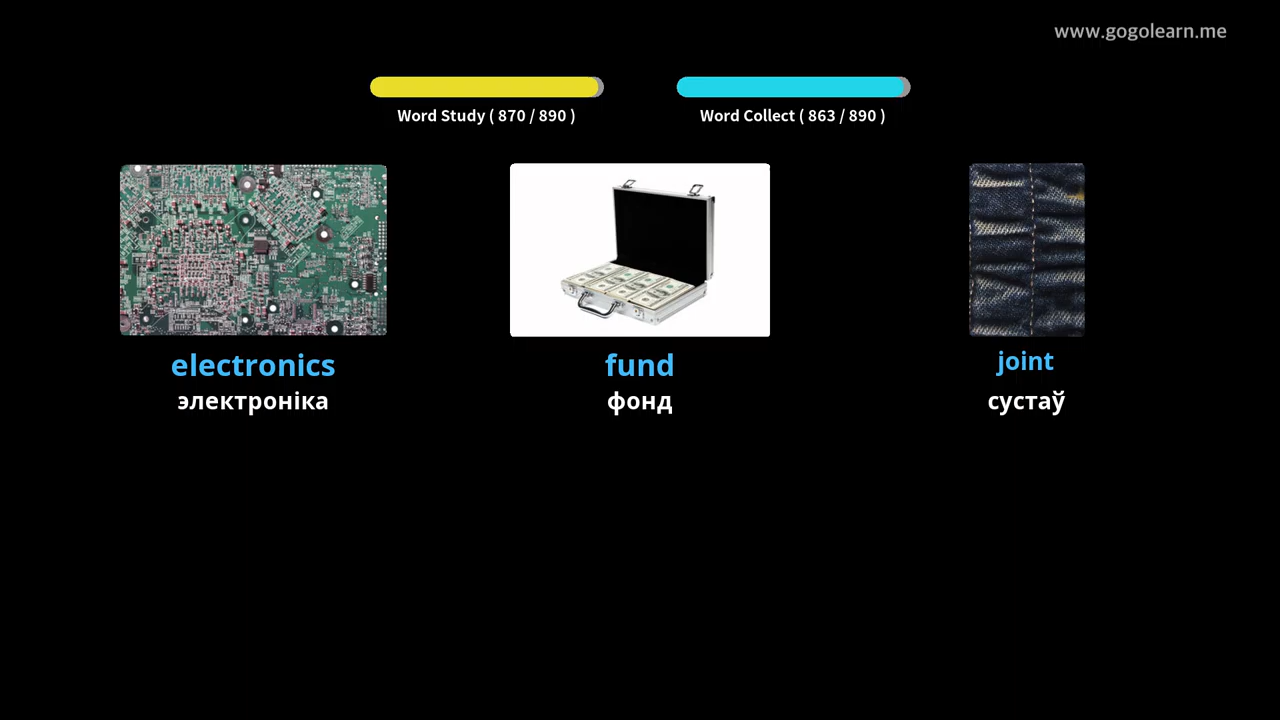 www.gogolearn.me
Word Study ( 870 / 890 )
Word Collect ( 863 / 890 )
electronics
электроніка
fund
фонд
joint
сустаў